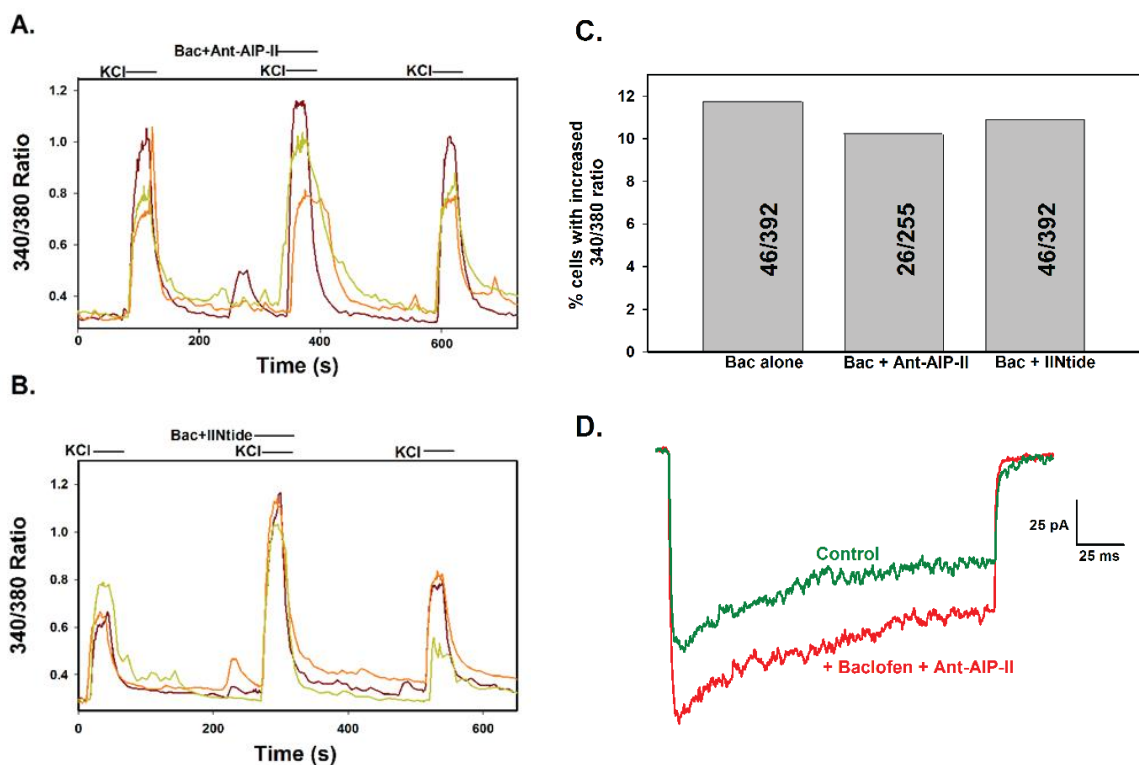 A.
Bac+Ant-AIP-II
KCl KCl KCl
340/380 Ratio
1.2
1.0
0.8
0.6
0.4
0 200 400 600
Time (s)
B.
Bac+IINtide
KCl KCl KCl
340/380 Ratio
1.2
1.0
0.8
0.6
0.4
0 200 400 600
Time (s)
C.
% cells with increased
340/380 ratio
12
10
8
6
4
2
0
46/392
26/255
46/392
Bac alone Bac + Ant-AIP-II Bac + IINtide
D.
Control
+ Baclofen + Ant-AIP-II
25 pA
25 ms